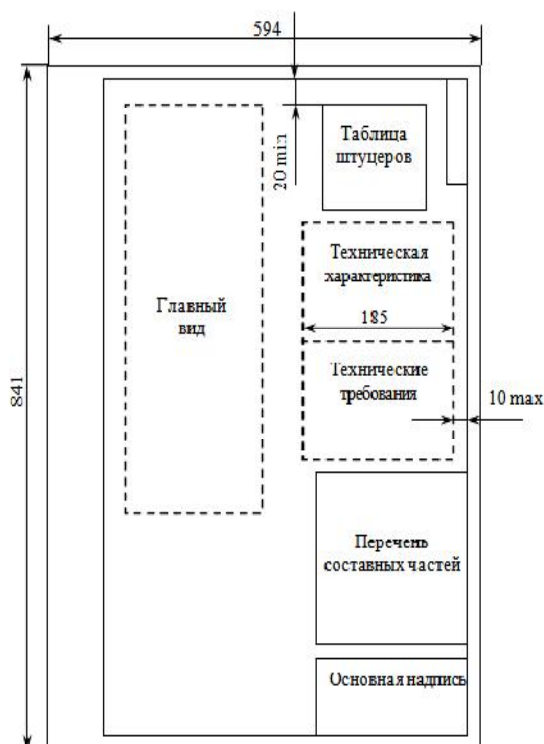 594
841
20 min
Таблица
штуцеров
Техническая
характеристика
185
Главный
вид
Технические
требования
10 max
Перечень
составных частей
Основная надпись